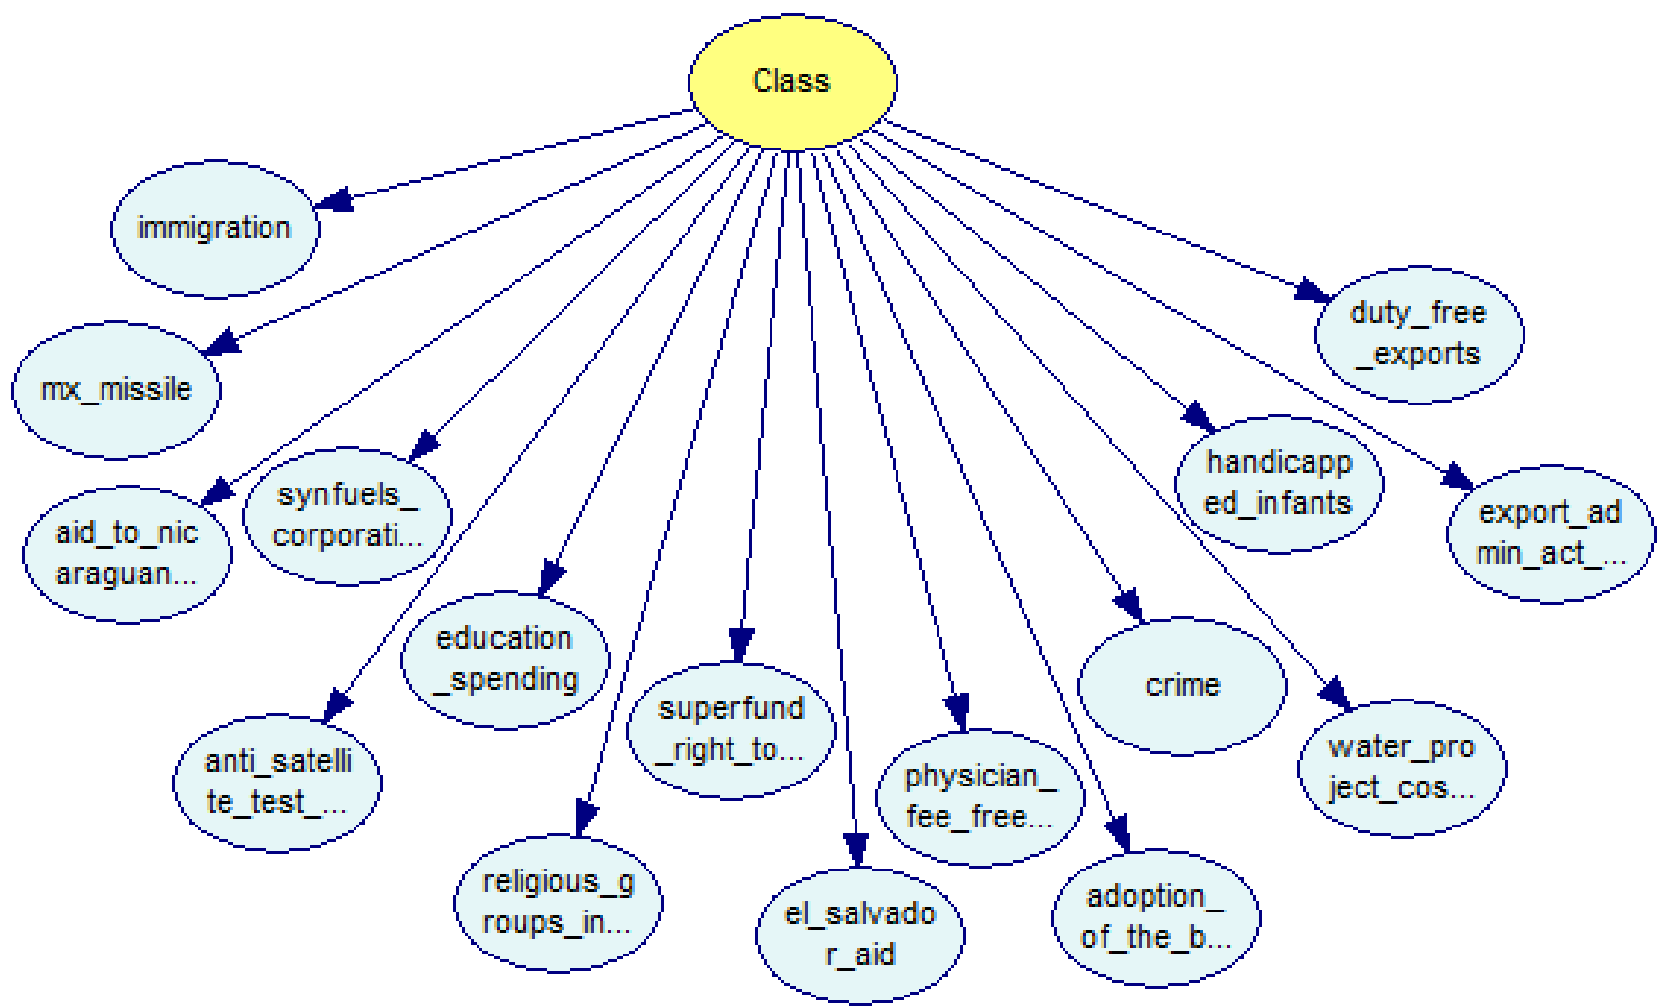 Class
immigration
duty_free
_exports
mx_missile
handicapp
ed_infants
synfuels_
corporati...
export_ad
min_act_...
aid_to_nic
araguan...
education
_spending
crime
superfund
_right_to...
water_pro
ject_cos...
anti_satelli
te_test_...
physician_
fee_free...
religious_g
roups_in...
adoption_
of_the_b...
el_salvado
r_aid